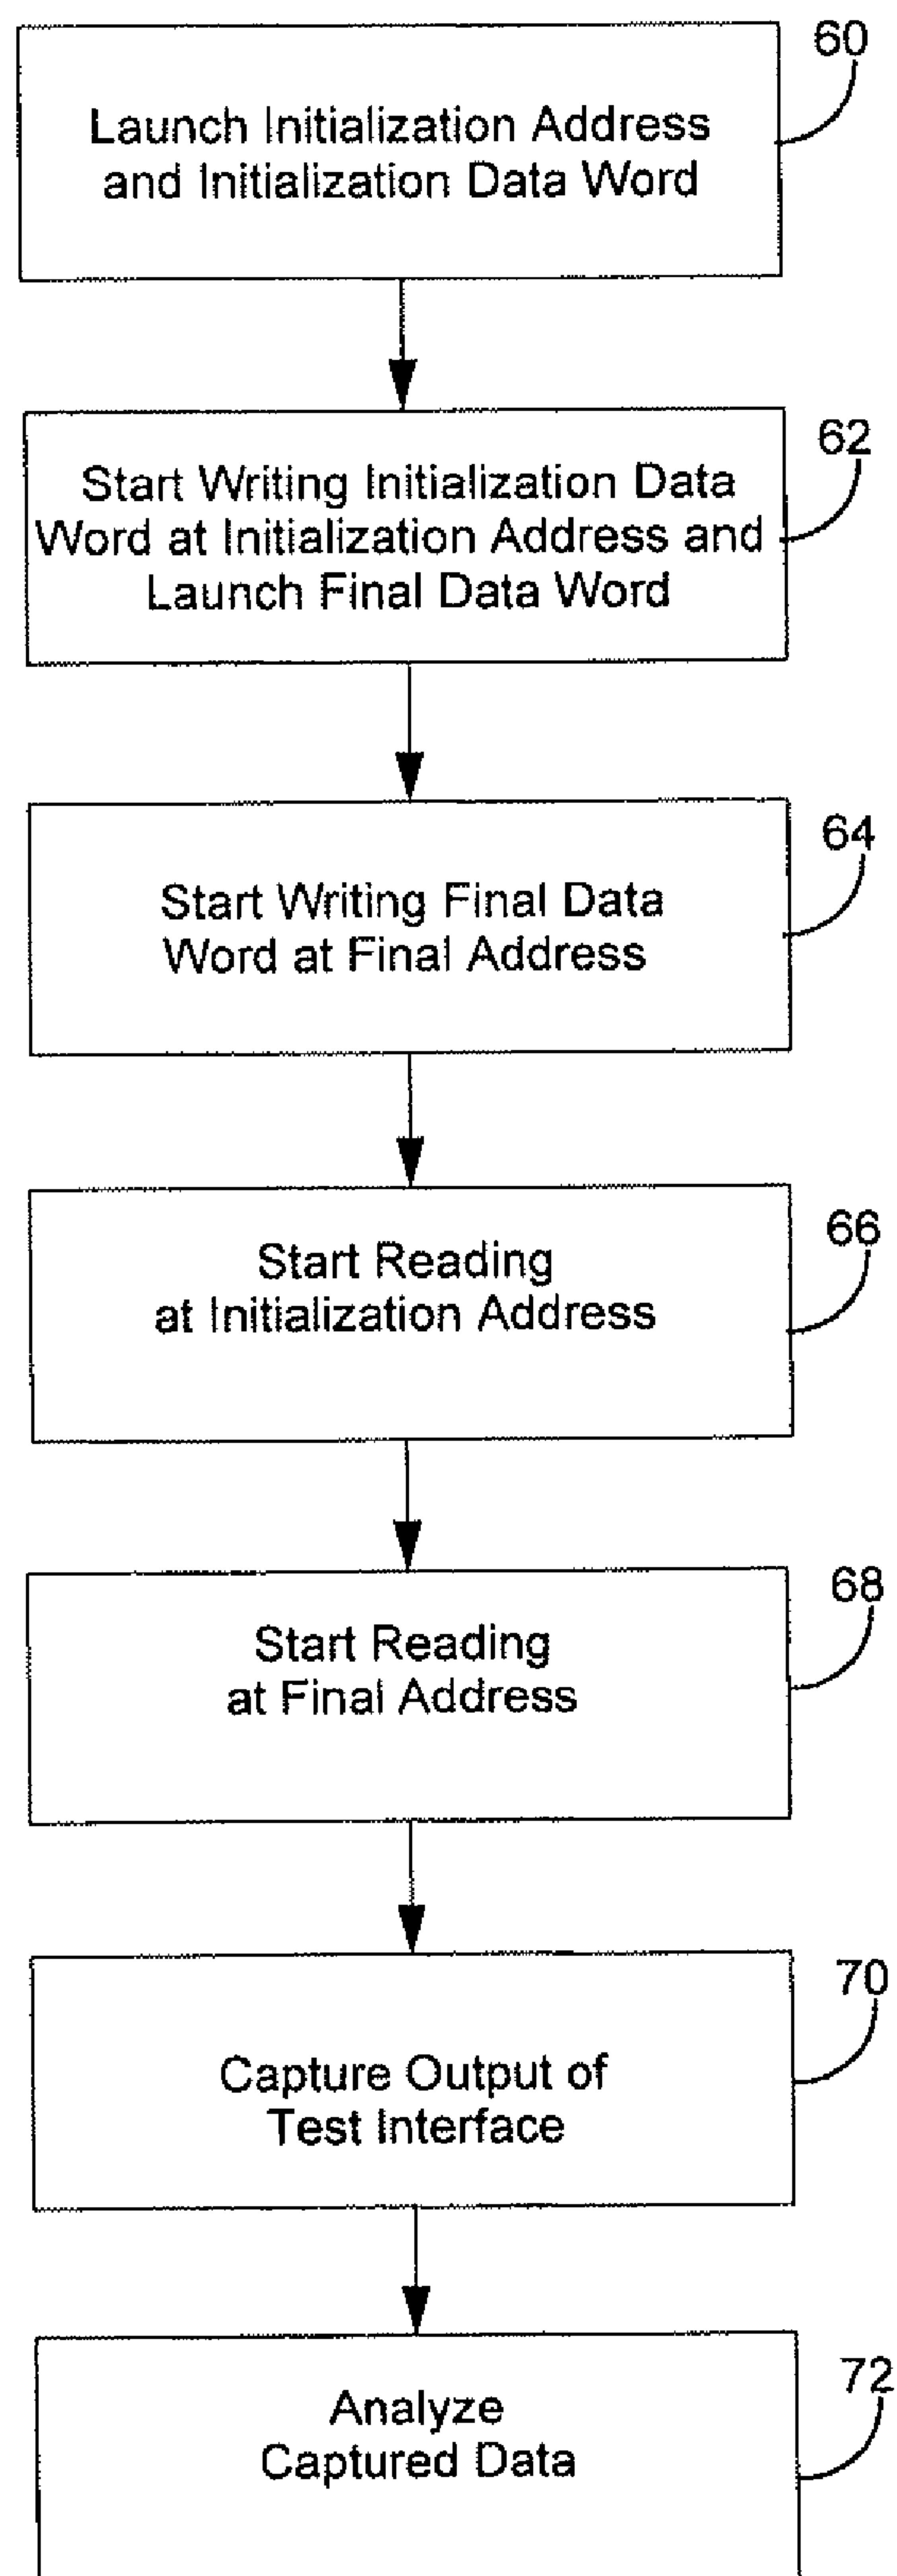 60
Launch Initialization Address
and Initialization Data Word
62
Start Writing Initialization Data
Word at Initialization Address and
Launch Final Data Word
64
Start Writing Final Data
Word at Final Address
66
Start Reading
at Initialization Address
68
Start Reading
at Final Address
70
Capture Output of
Test Interface
72
Analyze
Captured Data